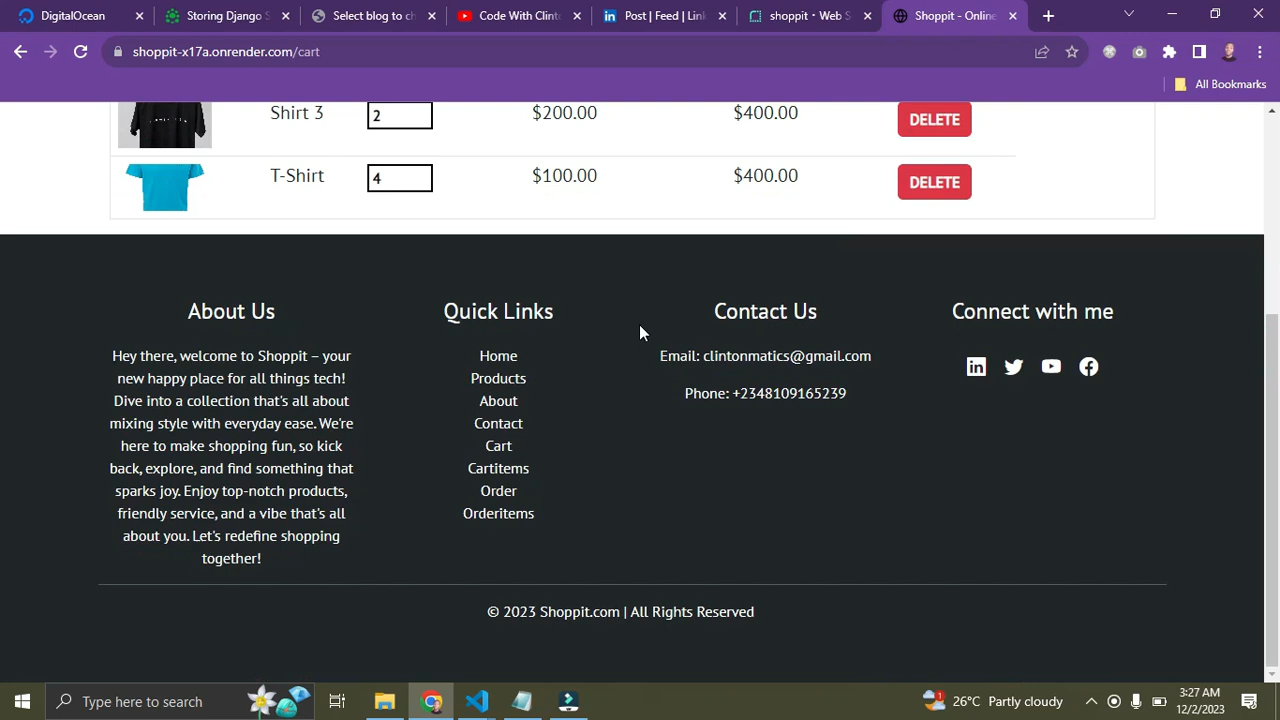 DigitalOcean
Storing Django S
Select blog to ch
Code With Clint
Post | Feed | Lin
shoppit · Web S
Shoppit - Online
shoppit-x17a.onrender.com/cart
All Bookmarks
Shirt 3 2 $200.00 $400.00 DELETE
T-Shirt 4 $100.00 $400.00 DELETE
About Us
Hey there, welcome to Shoppit – your
new happy place for all things tech!
Dive into a collection that's all about
mixing style with everyday ease. We're
here to make shopping fun, so kick
back, explore, and find something that
sparks joy. Enjoy top-notch products,
friendly service, and a vibe that's all
about you. Let's redefine shopping
together!
Quick Links
Home
Products
About
Contact
Cart
Cartitems
Order
Orderitems
Contact Us
Email: clintonmatics@gmail.com
Phone: +2348109165239
Connect with me
© 2023 Shoppit.com | All Rights Reserved
Type here to search
1
26°C Partly cloudy
3:27 AM
12/2/2023